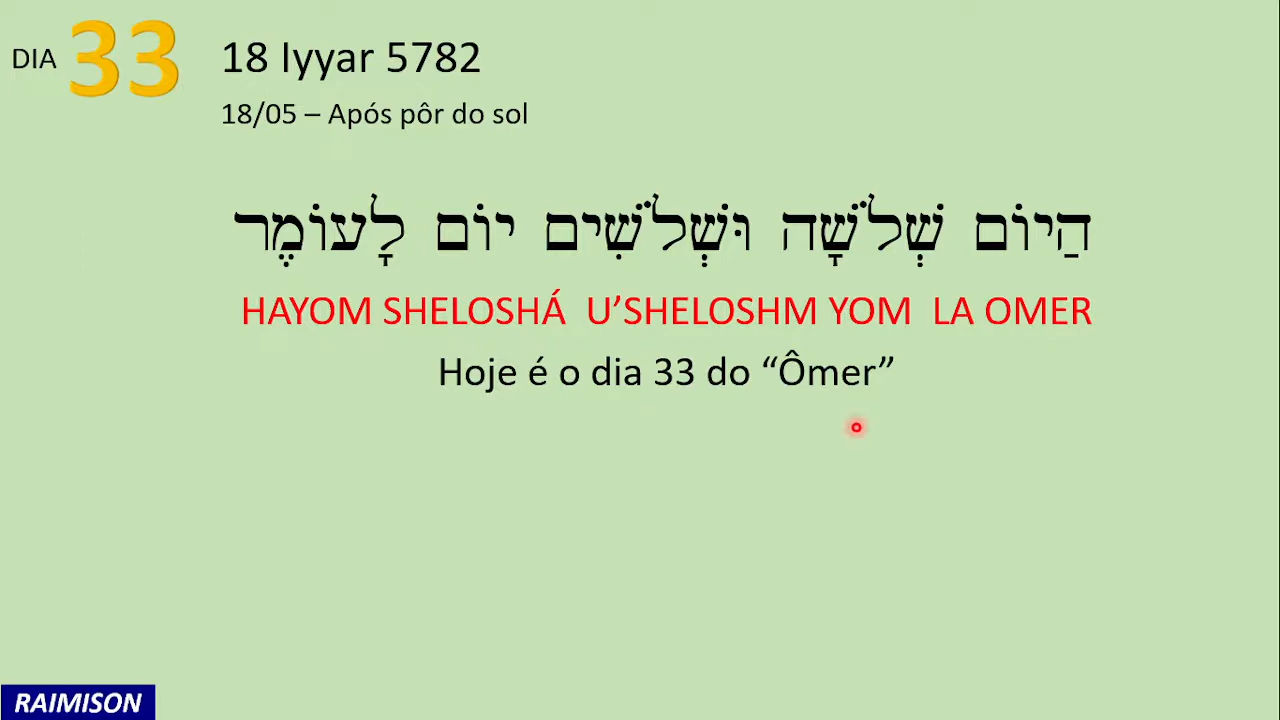 DIA 33
18 Iyyar 5782
18/05 – Após pôr do sol
הַיוֹם שְׁלֹשָׁה וּשְׁלֹשִׁים יוֹם לָעוֹמֶר
HAYOM SHELOSHÁ U’SHELOSHM YOM LA OMER
Hoje é o dia 33 do “Ômer”
RAIMISON